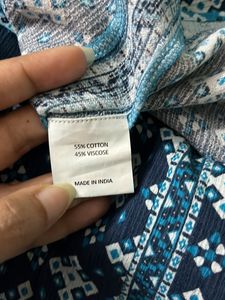 55% COTTON
45% VISCOSE
MADE IN INDIA